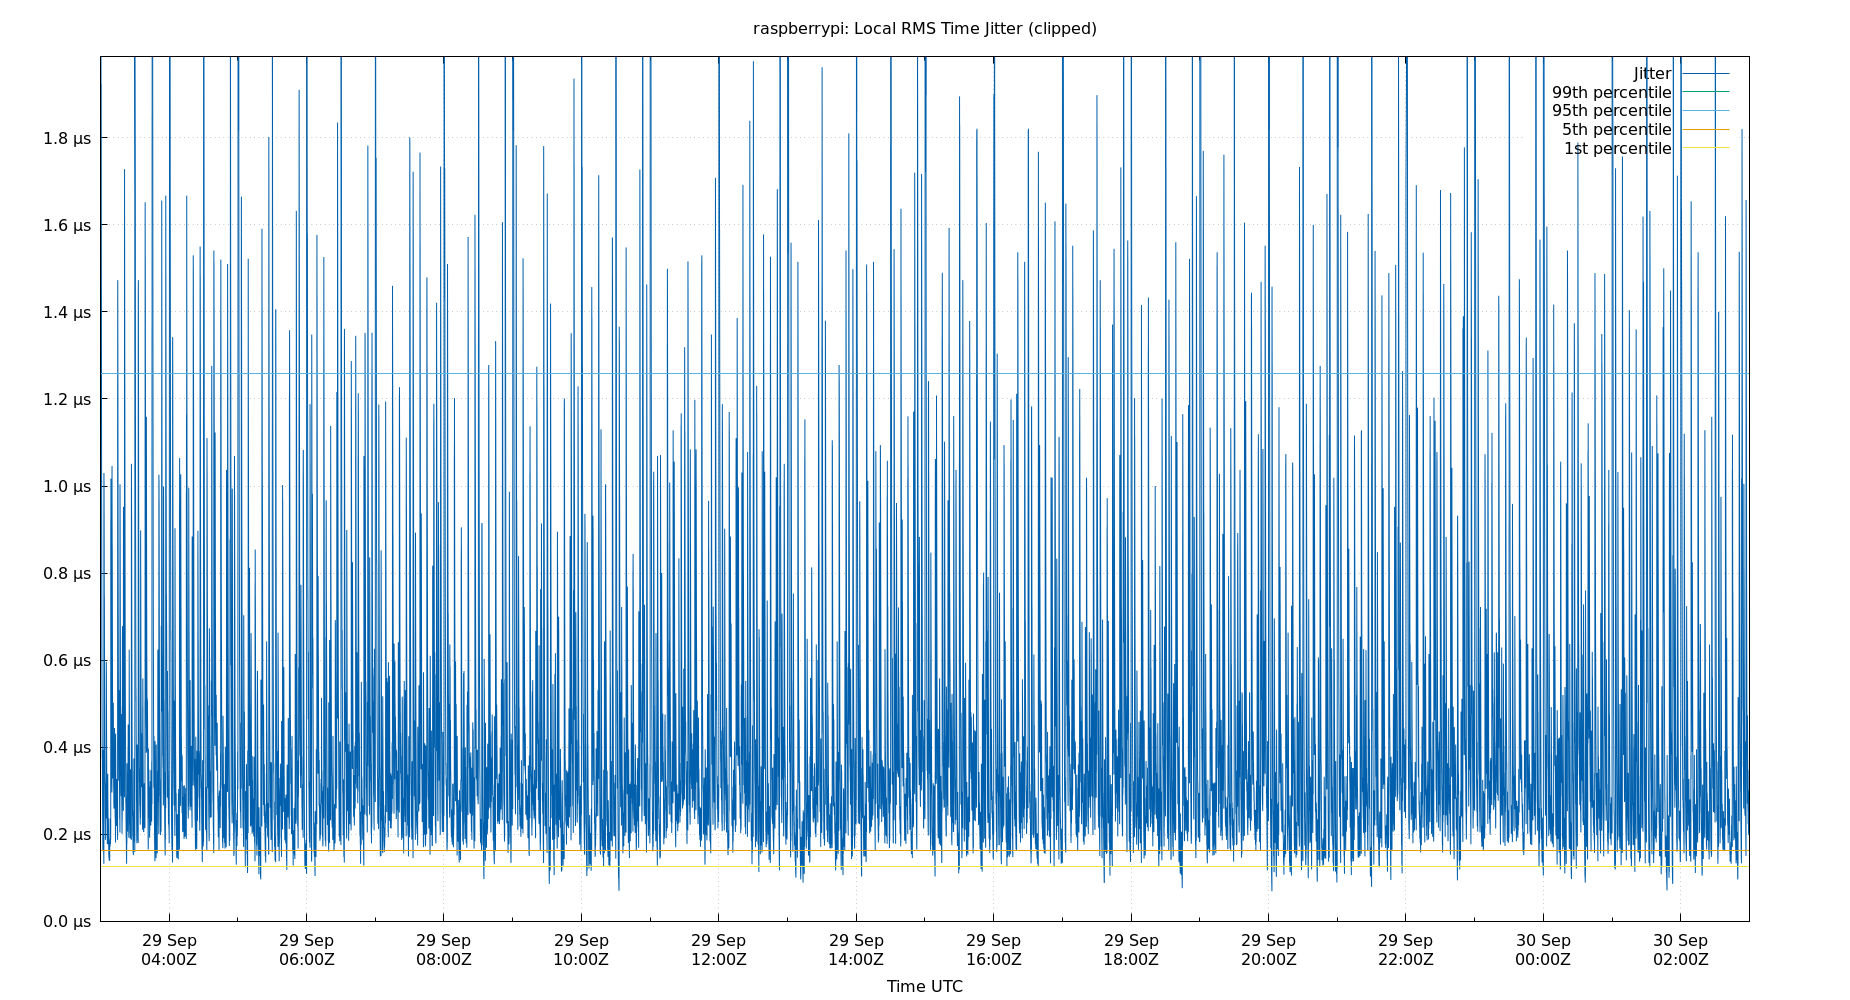 raspberrypi: Local RMS Time Jitter (clipped)
Jitter
99th percentile
95th percentile
5th percentile
1st percentile
1.8 µs
1.6 µs
1.4 µs
1.2 µs
1.0 µs
0.8 µs
0.6 µs
0.4 µs
0.2 µs
0.0 µs
29 Sep 29 Sep 29 Sep 29 Sep 29 Sep 29 Sep 29 Sep 29 Sep 29 Sep 29 Sep 30 Sep 30 Sep
04:00Z 06:00Z 08:00Z 10:00Z 12:00Z 14:00Z 16:00Z 18:00Z 20:00Z 22:00Z 00:00Z 02:00Z
Time UTC